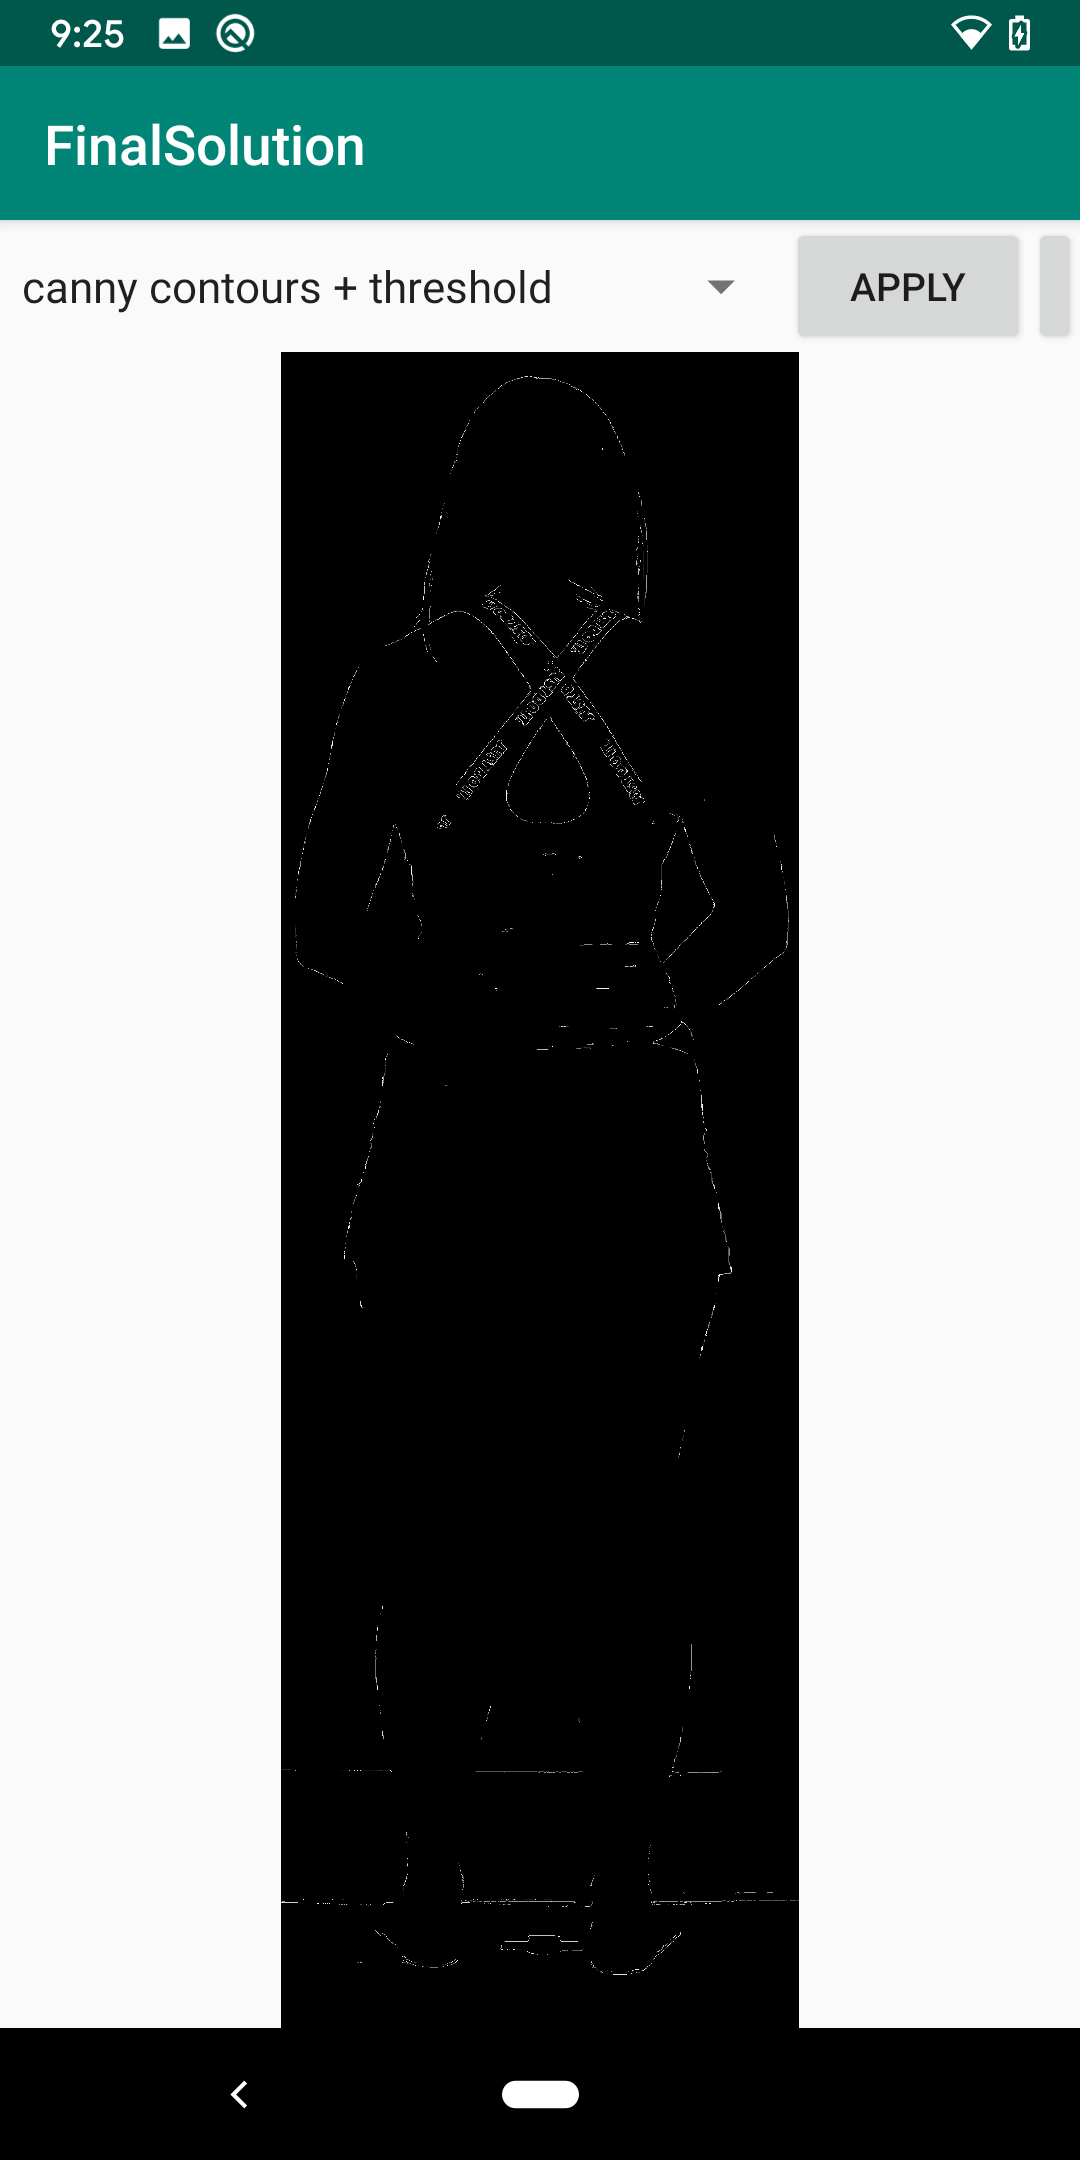 9:25
FinalSolution
canny contours + threshold
APPLY